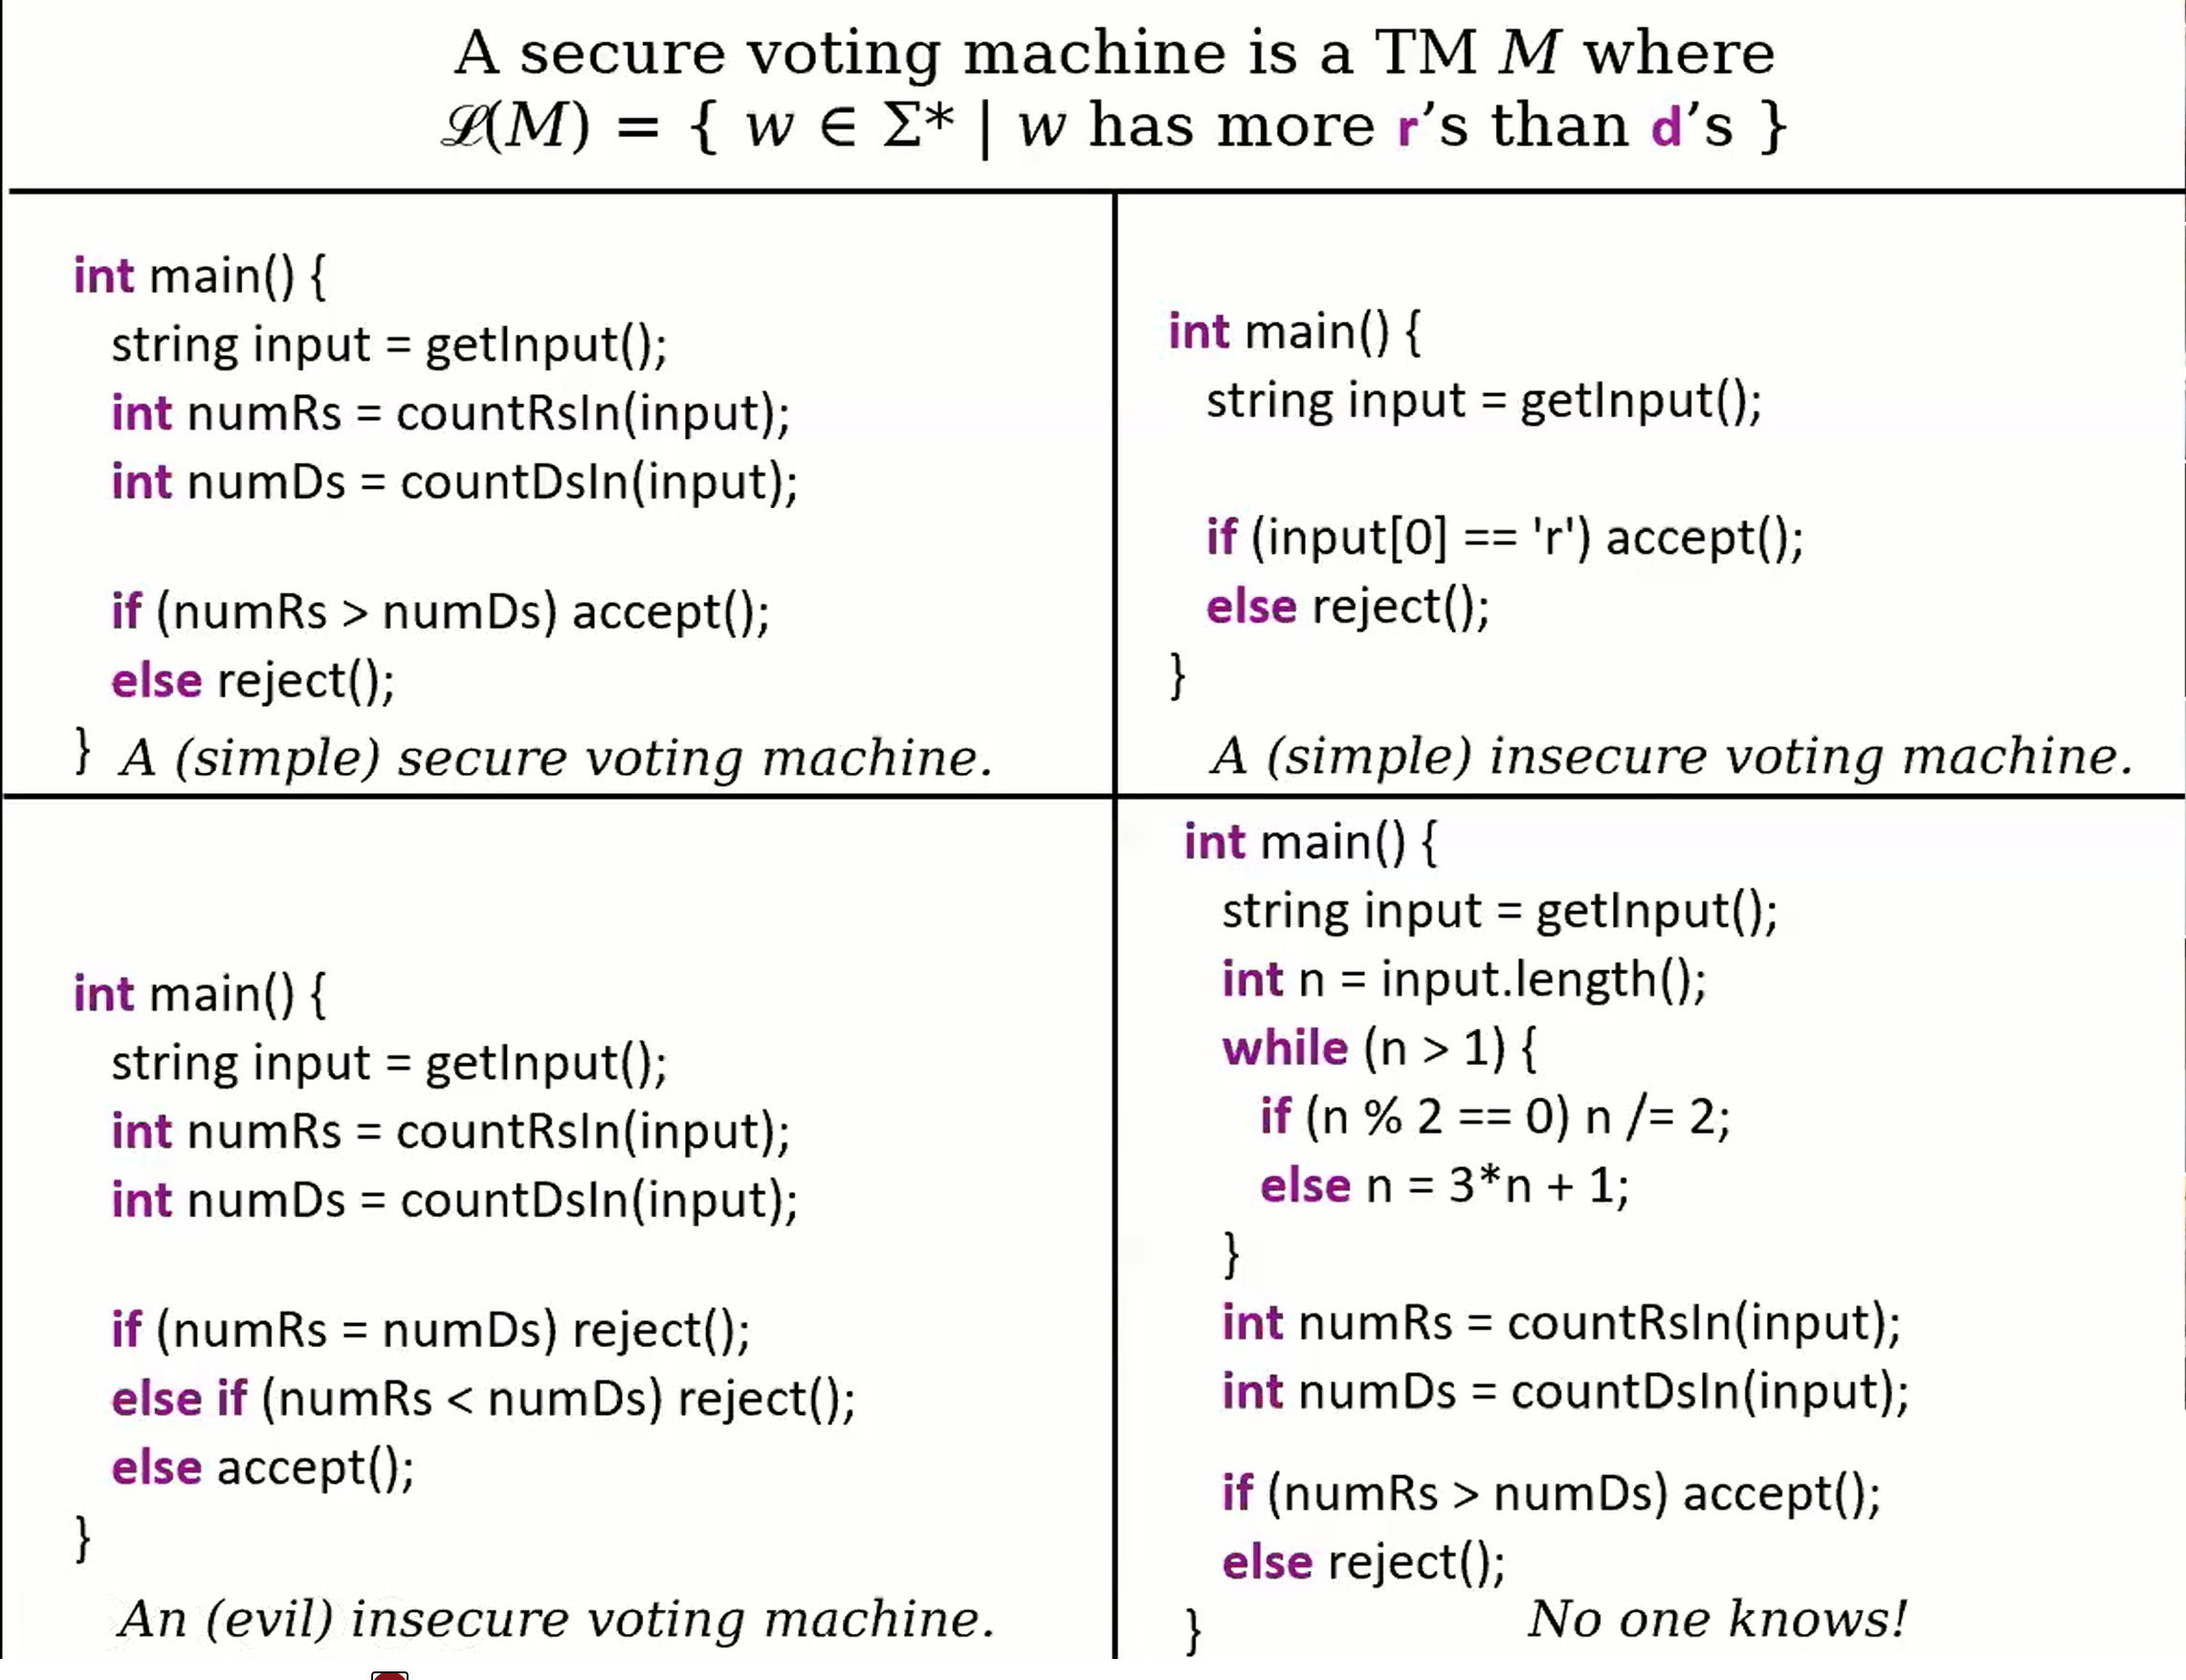 A secure voting machine is a TM M where
ℒ(M) = { w ∈ Σ* | w has more r’s than d’s }
int main() {
string input = getInput();
int numRs = countRsIn(input);
int numDs = countDsIn(input);
if (numRs > numDs) accept();
else reject();
} A (simple) secure voting machine.
int main() {
string input = getInput();
if (input[0] == 'r') accept();
else reject();
}
A (simple) insecure voting machine.
int main() {
string input = getInput();
int numRs = countRsIn(input);
int numDs = countDsIn(input);
if (numRs = numDs) reject();
else if (numRs < numDs) reject();
else accept();
}
An (evil) insecure voting machine.
int main() {
string input = getInput();
int n = input.length();
while (n > 1) {
if (n % 2 == 0) n /= 2;
else n = 3*n + 1;
}
int numRs = countRsIn(input);
int numDs = countDsIn(input);
if (numRs > numDs) accept();
else reject();
} No one knows!